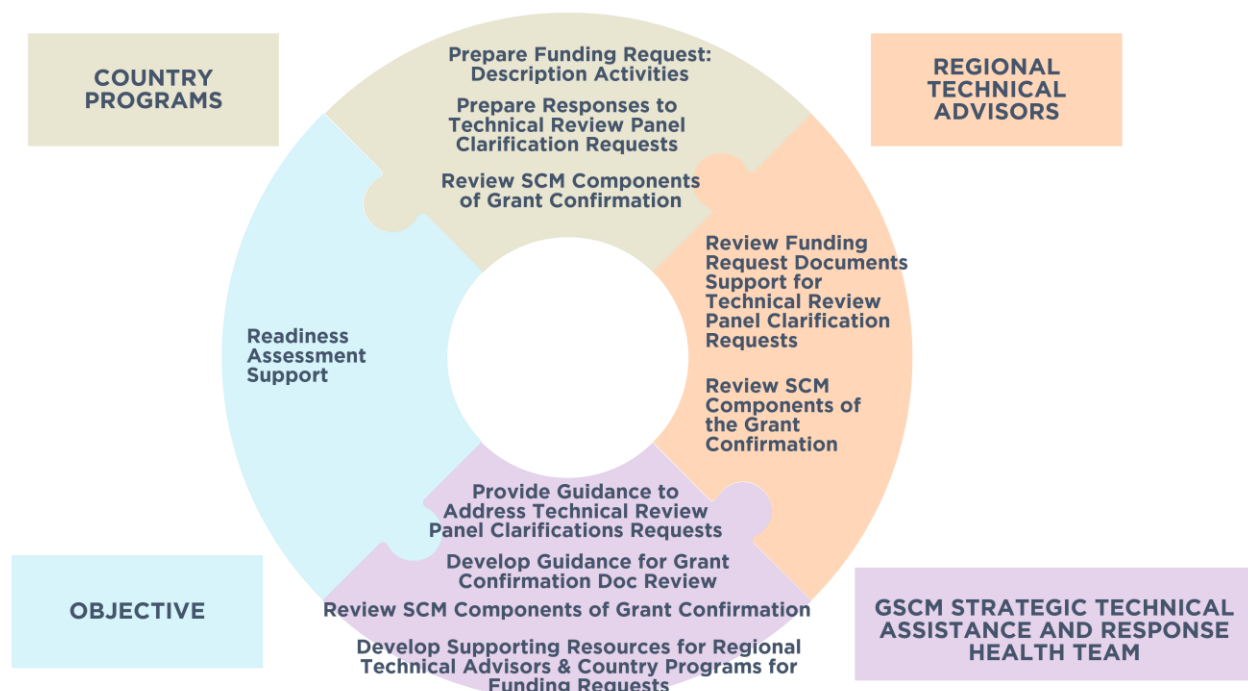 COUNTRY
PROGRAMS
Prepare Funding Request:
Description Activities
Prepare Responses to
Technical Review Panel
Clarification Requests
Review SCM Components
of Grant Confirmation
REGIONAL
TECHNICAL
ADVISORS
Review Funding
Request Documents
Support for
Technical Review
Panel Clarification
Requests
Review SCM
Components of
the Grant
Confirmation
Readiness
Assessment
Support
Provide Guidance to
Address Technical Review
Panel Clarifications Requests
Develop Guidance for Grant
Confirmation Doc Review
Review SCM Components of Grant Confirmation
Develop Supporting Resources for Regional
Technical Advisors & Country Programs for
Funding Requests
OBJECTIVE
GSCM STRATEGIC TECHNICAL
ASSISTANCE AND RESPONSE
HEALTH TEAM